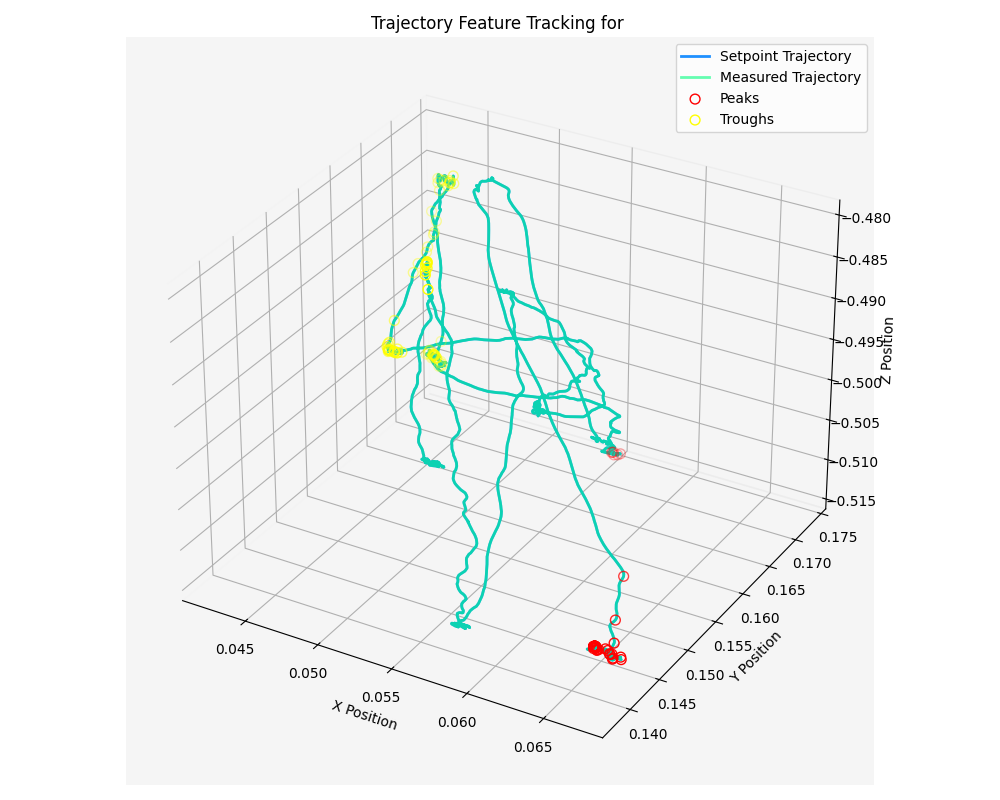 Trajectory Feature Tracking for
Setpoint Trajectory
Measured Trajectory
Peaks
Troughs
−0.480
−0.485
−0.490
−0.495
−0.500
−0.505
−0.510
−0.515
Z Position
0.175
0.170
0.165
0.160
0.155
0.150
0.145
0.140
Y Position
0.045
0.050
0.055
0.060
0.065
X Position